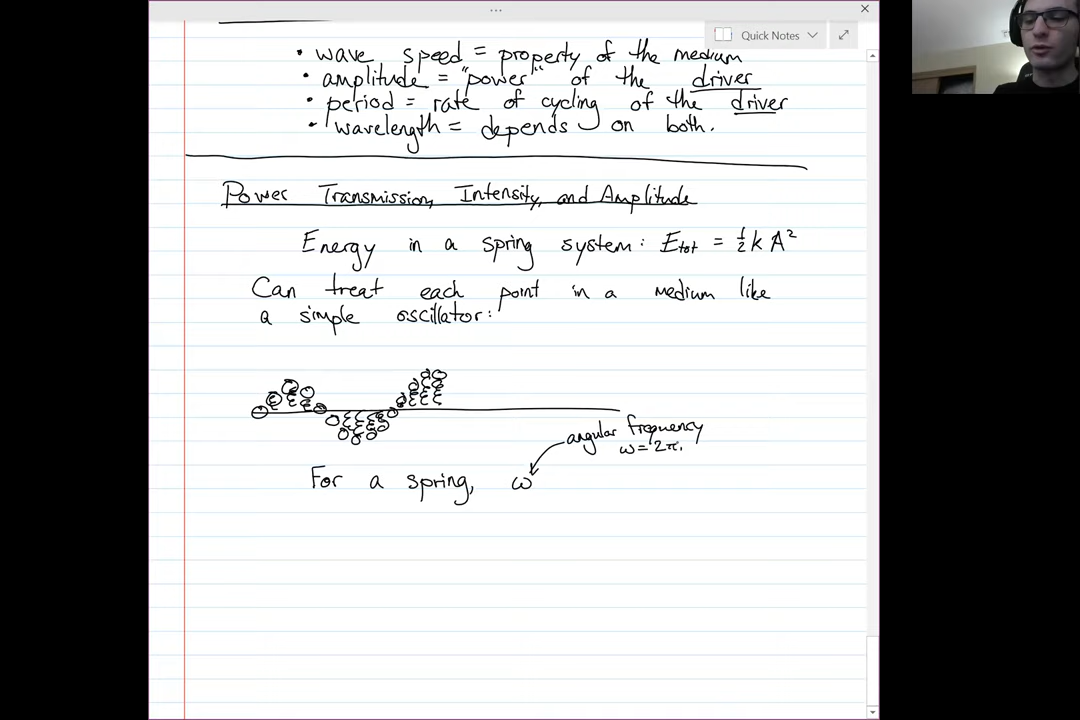 Quick Notes
• wave speed = property of the medium
• amplitude = "power" of the driver
• period = rate of cycling of the driver
• wavelength = depends on both.
Power Transmission, Intensity, and Amplitude
Energy in a spring system: Etot = ½ k A²
Can treat each point in a medium like
a simple oscillator:
angular frequency
ω = 2π.
For a spring, ω